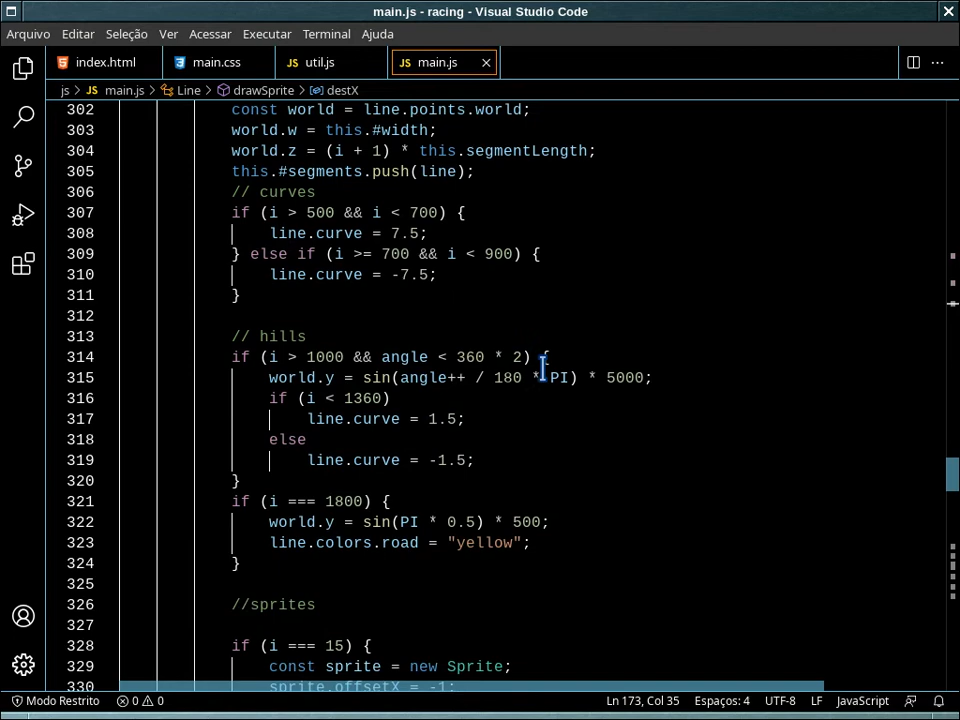 main.js - racing - Visual Studio Code
Arquivo Editar Seleção Ver Acessar Executar Terminal Ajuda
index.html main.css JS util.js JS main.js
js > JS main.js > Line > drawSprite > destX
302 const world = line.points.world;
303 world.w = this.#width;
304 world.z = (i + 1) * this.segmentLength;
305 this.#segments.push(line);
306 // curves
307 if (i > 500 && i < 700) {
308 line.curve = 7.5;
309 } else if (i >= 700 && i < 900) {
310 line.curve = -7.5;
311 }
312
313 // hills
314 if (i > 1000 && angle < 360 * 2) {
315 world.y = sin(angle++ / 180 * PI) * 5000;
316 if (i < 1360)
317 line.curve = 1.5;
318 else
319 line.curve = -1.5;
320 }
321 if (i === 1800) {
322 world.y = sin(PI * 0.5) * 500;
323 line.colors.road = "yellow";
324 }
325
326 //sprites
327
328 if (i === 15) {
329 const sprite = new Sprite;
330 sprite.offsetX = -1;
Modo Restrito 0 0 Ln 173, Col 35 Espaços: 4 UTF-8 LF JavaScript